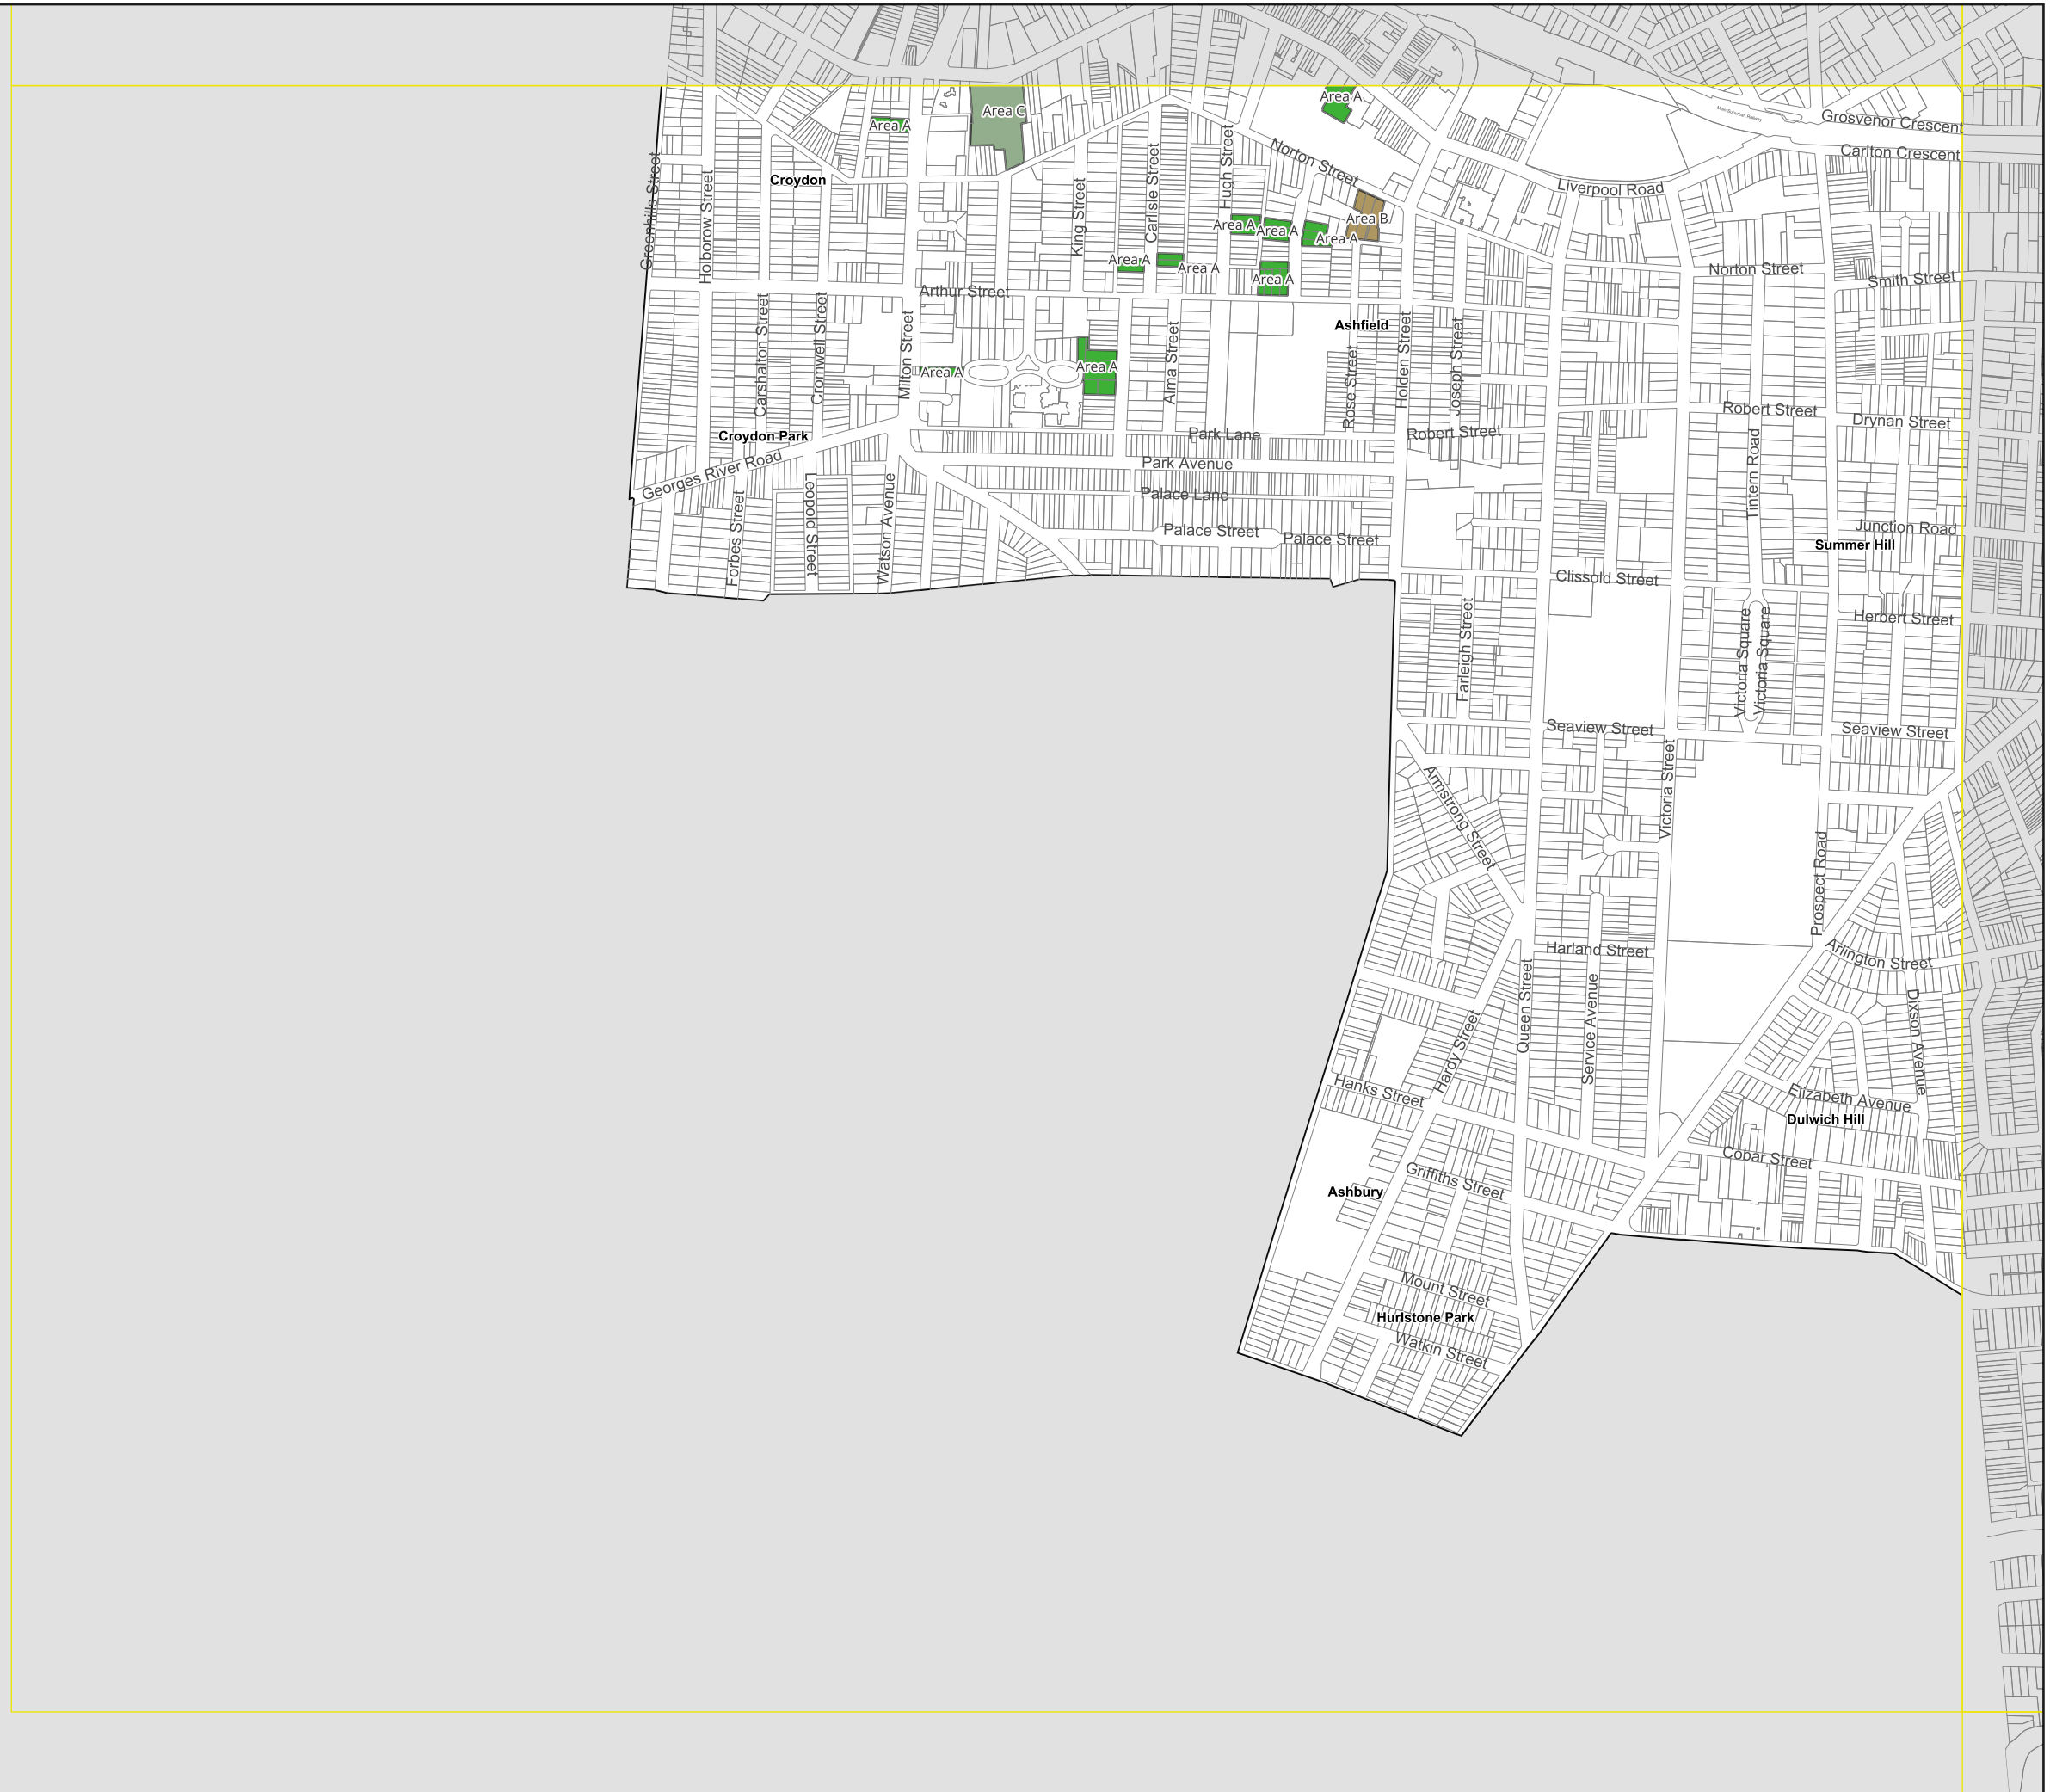 Main Suburban Railway
Grosvenor Crescent
Carlton Crescent
Area A
Area C
Area A
Croydon
Greenhills Street
Holborow Street
King Street
Carlisle Street
Hugh Street
Norton Street
Liverpool Road
Area B
Area A
Area A
Area A
Area A
Area A
Area A
Norton Street
Smith Street
Arthur Street
Ashfield
Carshalton Street
Cromwell Street
Milton Street
Alma Street
Rose Street
Holden Street
Joseph Street
Area A
Area A
Robert Street
Drynan Street
Croydon Park
Park Lane
Robert Street
Georges River Road
Park Avenue
Palace Lane
Tintern Road
Forbes Street
Leopold Street
Watson Avenue
Palace Street
Palace Street
Junction Road
Summer Hill
Clissold Street
Farleigh Street
Victoria Square
Victoria Square
Herbert Street
Seaview Street
Seaview Street
Armstrong Street
Victoria Street
Prospect Road
Harland Street
Arlington Street
Queen Street
Service Avenue
Dixson Avenue
Hardy Street
Hanks Street
Elizabeth Avenue
Dulwich Hill
Cobar Street
Griffiths Street
Ashbury
Mount Street
Hurlstone Park
Watkin Street